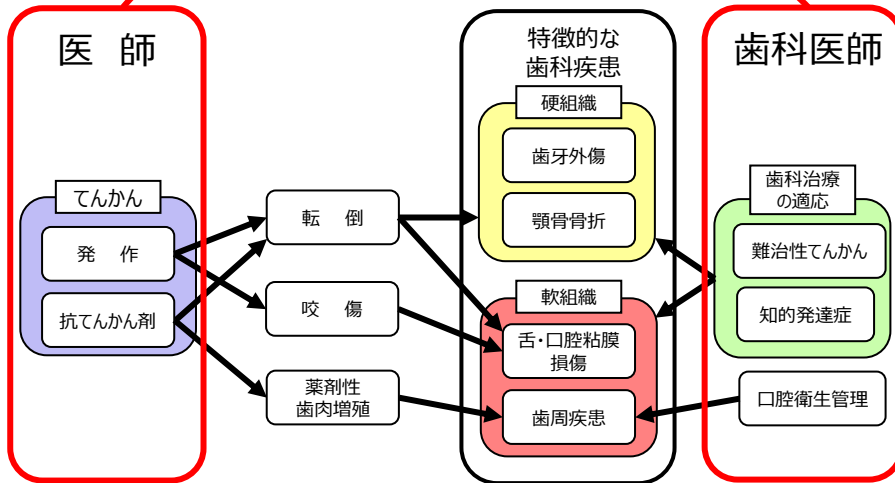 医 師
てんかん
発 作
抗てんかん剤
転 倒
咬 傷
薬剤性
歯肉増殖
特徴的な
歯科疾患
硬組織
歯牙外傷
顎骨骨折
軟組織
舌・口腔粘膜
損傷
歯周疾患
歯科医師
歯科治療
の適応
難治性てんかん
知的発達症
口腔衛生管理